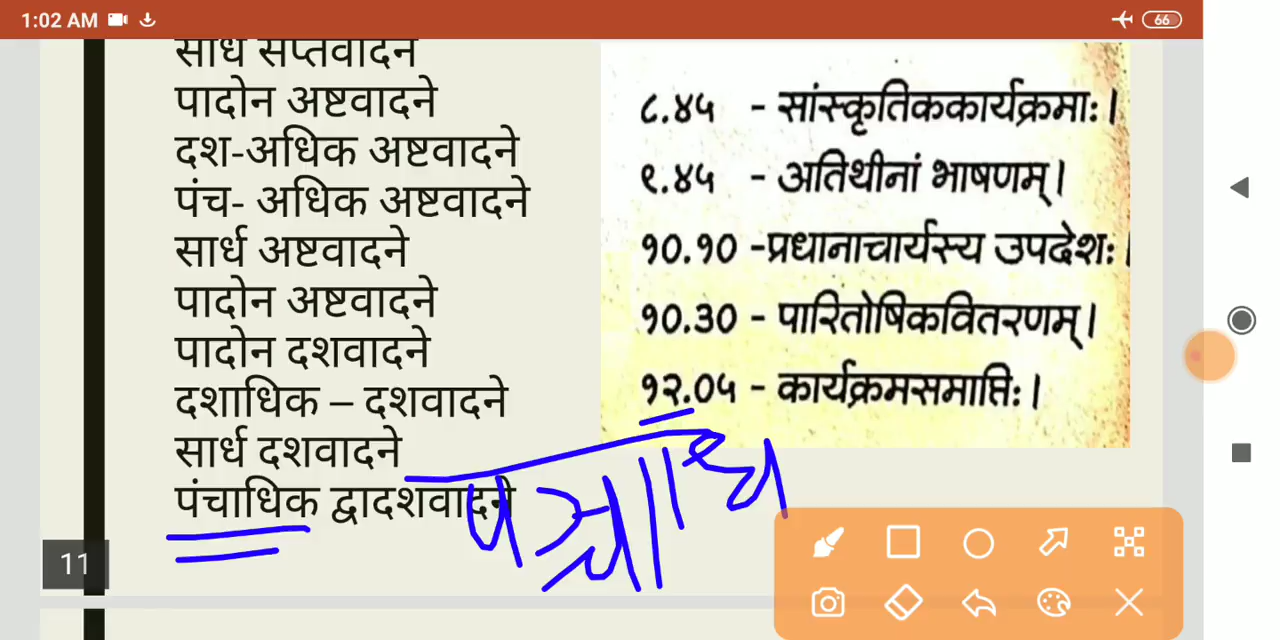 1:02 AM
66
सार्ध सप्तवादने
पादोन अष्टवादने
दश-अधिक अष्टवादने
पंच- अधिक अष्टवादने
सार्ध अष्टवादने
पादोन अष्टवादने
पादोन दशवादने
दशाधिक – दशवादने
सार्ध दशवादने
पंचाधिक द्वादशवादने
11
८.४५ - सांस्कृतिककार्यक्रमाः।
९.४५ - अतिथीनां भाषणम्।
१०.१० -प्रधानाचार्यस्य उपदेशः।
१०.३० - पारितोषिकवितरणम्।
१२.०५ - कार्यक्रमसमाप्तिः।